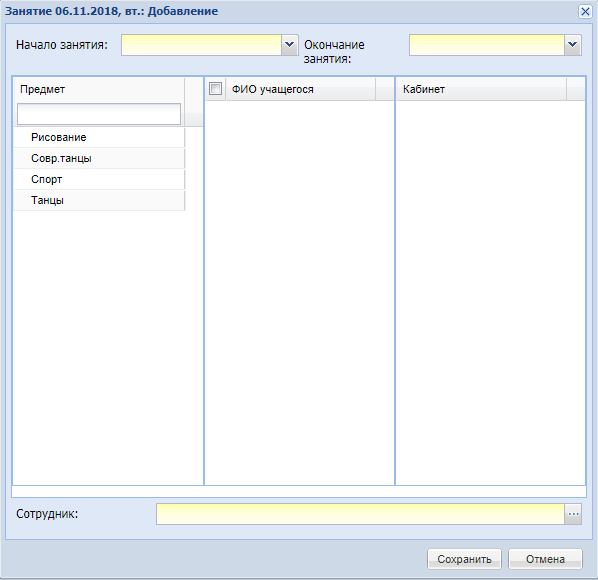 Занятие 06.11.2018, вт.: Добавление
Начало занятия:
Окончание
занятия:
Предмет
ФИО учащегося
Кабинет
Рисование
Совр.танцы
Спорт
Танцы
Сотрудник:
...
Сохранить
Отмена